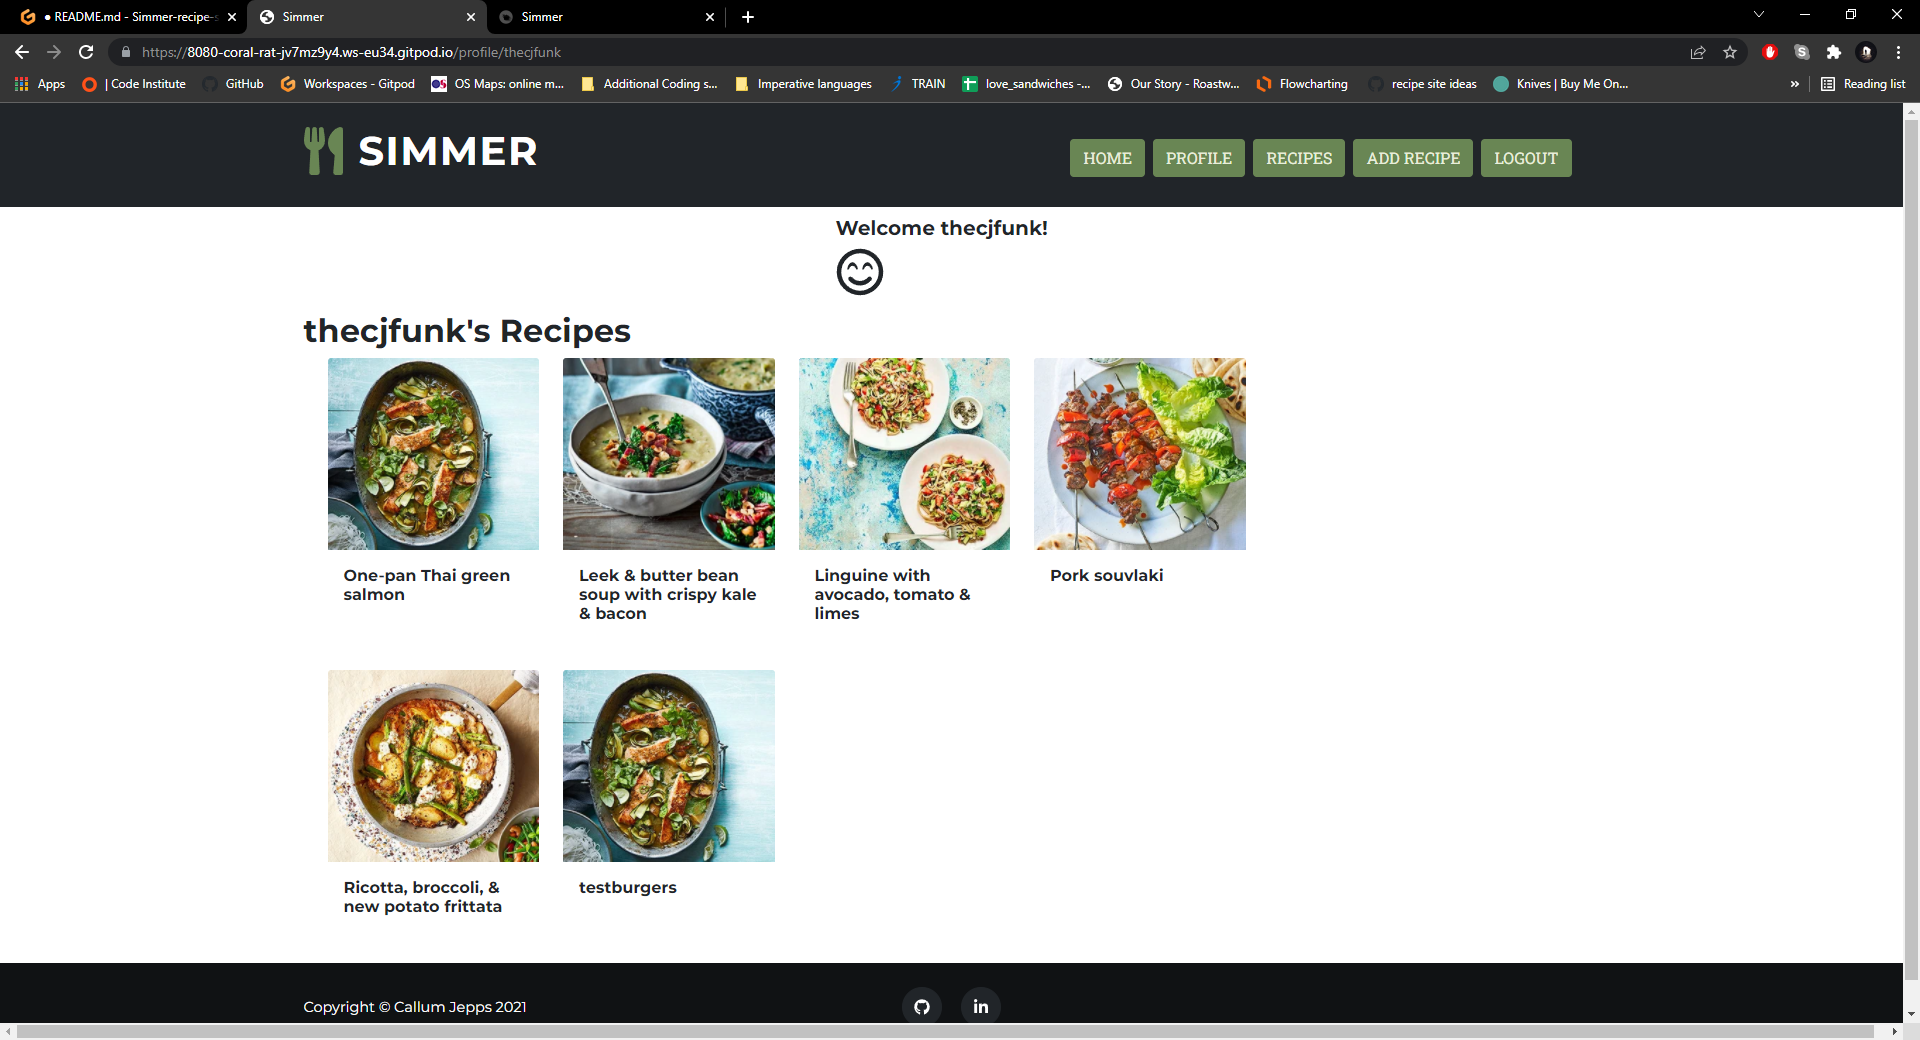 ● README.md - Simmer-recipe-s
Simmer
Simmer
https://8080-coral-rat-jv7mz9y4.ws-eu34.gitpod.io/profile/thecjfunk
Apps
| Code Institute
GitHub
Workspaces - Gitpod
OS Maps: online m...
Additional Coding s...
Imperative languages
TRAIN
love_sandwiches -...
Our Story - Roastw...
Flowcharting
recipe site ideas
Knives | Buy Me On...
»
Reading list
SIMMER
HOME
PROFILE
RECIPES
ADD RECIPE
LOGOUT
Welcome thecjfunk!
thecjfunk's Recipes
One-pan Thai green
salmon
Leek & butter bean
soup with crispy kale
& bacon
Linguine with
avocado, tomato &
limes
Pork souvlaki
Ricotta, broccoli, &
new potato frittata
testburgers
Copyright © Callum Jepps 2021
in